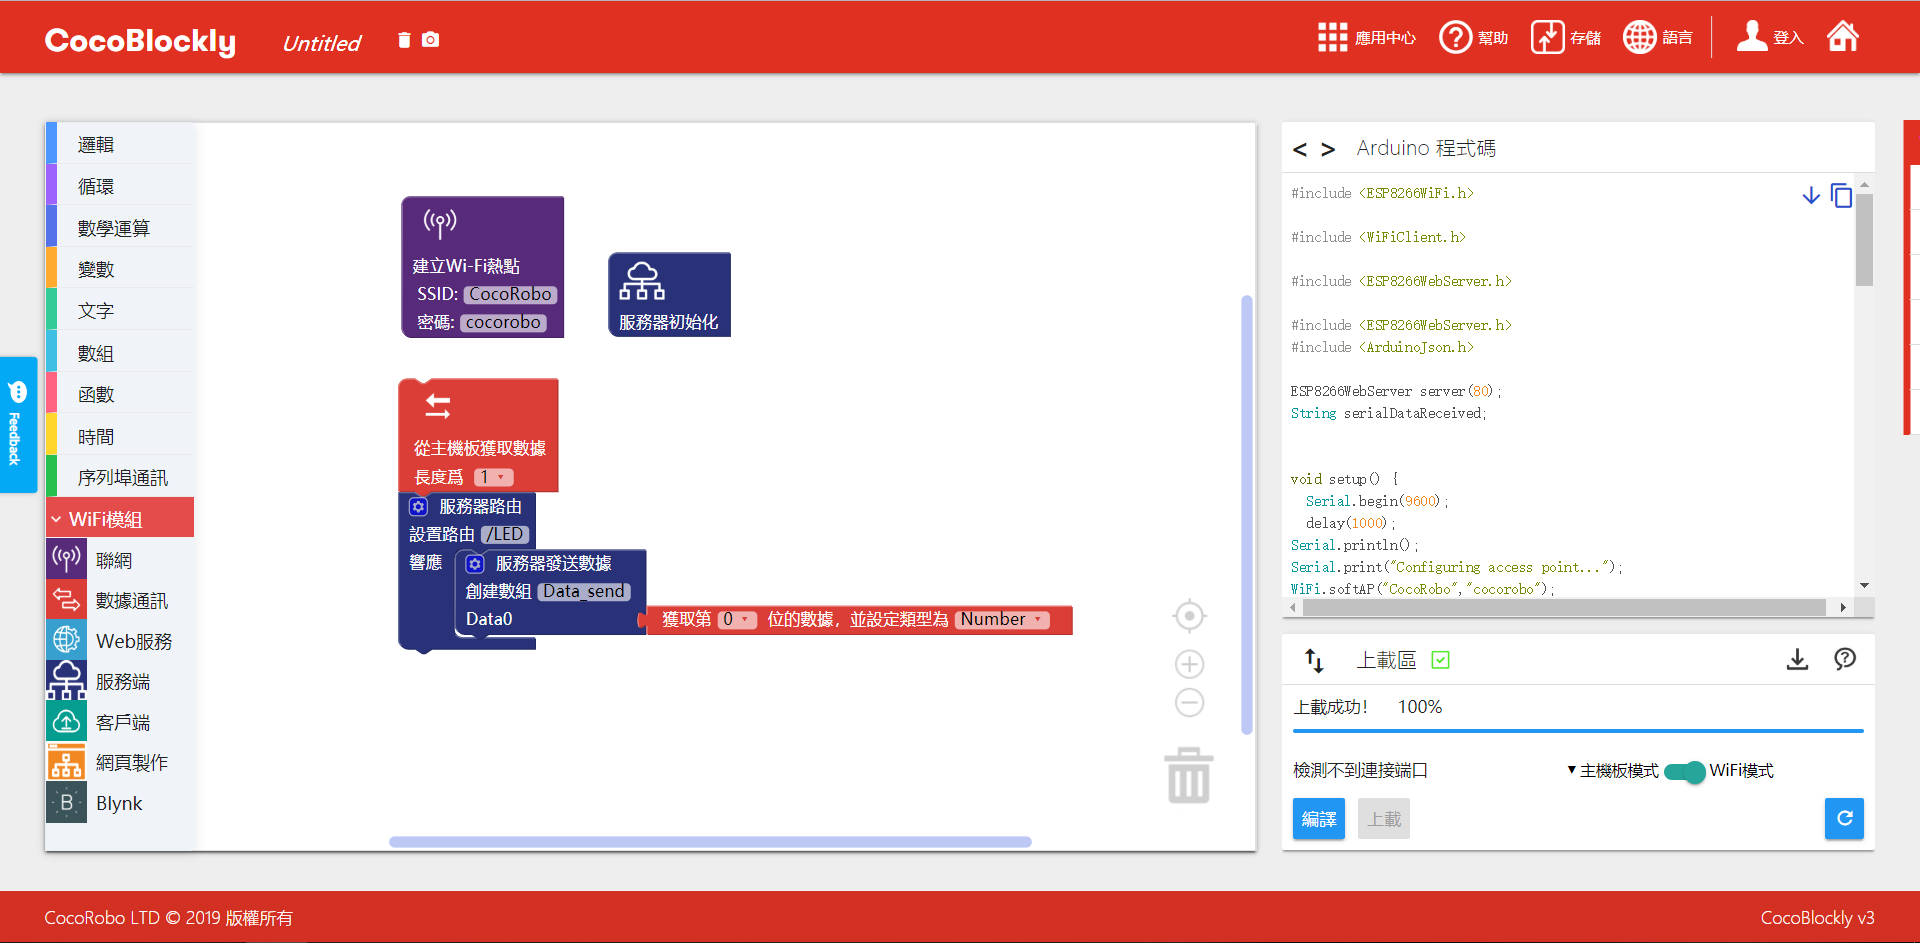 CocoBlockly
Untitled
應用中心
幫助
存儲
語言
登入
邏輯
循環
數學運算
變數
文字
數組
函數
時間
序列埠通訊
WiFi模組
聯網
數據通訊
Web服務
服務端
客戶端
網頁製作
Blynk
Feedback
建立Wi-Fi熱點
SSID: CocoRobo
密碼: cocorobo
服務器初始化
從主機板獲取數據
長度爲 1
服務器路由
設置路由 /LED
響應
服務器發送數據
創建數組 Data_send
Data0
獲取第 0 位的數據，並設定類型為 Number
< > Arduino 程式碼
#include <ESP8266WiFi.h>
#include <WiFiClient.h>
#include <ESP8266WebServer.h>
#include <ESP8266WebServer.h>
#include <ArduinoJson.h>
ESP8266WebServer server(80);
String serialDataReceived;
void setup() {
Serial.begin(9600);
delay(1000);
Serial.println();
Serial.print("Configuring access point...");
WiFi.softAP("CocoRobo","cocorobo");
上載區
上載成功! 100%
檢測不到連接端口
▼主機板模式 WiFi模式
編譯
上載
CocoRobo LTD © 2019 版權所有
CocoBlockly v3